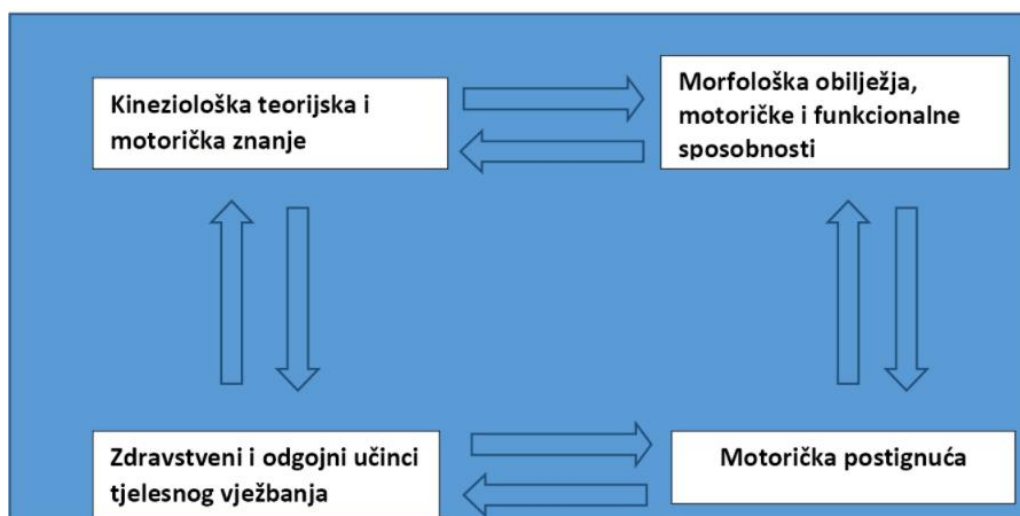 Kineziološka teorijska i
motorička znanje
Morfološka obilježja,
motoričke i funkcionalne
sposobnosti
Zdravstveni i odgojni učinci
tjelesnog vježbanja
Motorička postignuća